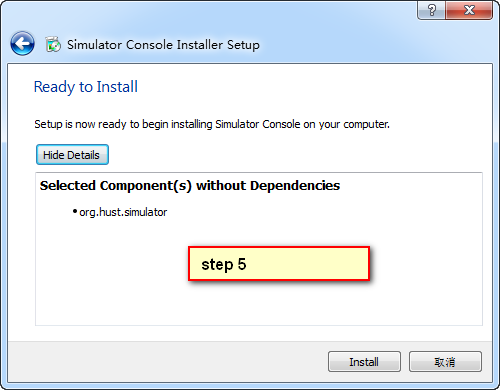 Simulator Console Installer Setup
Ready to Install
Setup is now ready to begin installing Simulator Console on your computer.
Hide Details
Selected Component(s) without Dependencies
• org.hust.simulator
step 5
Install
取消